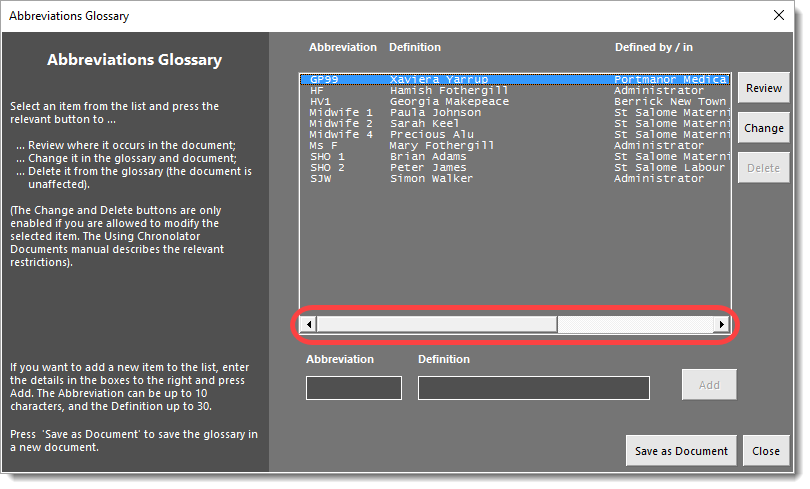 Abbreviations Glossary
Abbreviations Glossary
Select an item from the list and press the
relevant button to ...
... Review where it occurs in the document;
... Change it in the glossary and document;
... Delete it from the glossary (the document is
unaffected).
(The Change and Delete buttons are only
enabled if you are allowed to modify the
selected item. The Using Chronolator
Documents manual describes the relevant
restrictions).
If you want to add a new item to the list, enter
the details in the boxes to the right and press
Add. The Abbreviation can be up to 10
characters, and the Definition up to 30.
Press 'Save as Document' to save the glossary in
a new document.
Abbreviation Definition Defined by / in
GP99 Xaviera Yarrup Portmanor Medica
HF Hamish Fothergill Administrator
HV1 Georgia Makepeace Berrick New Town
Midwife 1 Paula Johnson St Salome Materni
Midwife 2 Sarah Keel St Salome Materni
Midwife 4 Precious Alu St Salome Materni
Ms F Mary Fothergill Administrator
SHO 1 Brian Adams St Salome Materni
SHO 2 Peter James St Salome Labour
SJW Simon Walker Administrator
Review
Change
Delete
Abbreviation Definition
Add
Save as Document Close